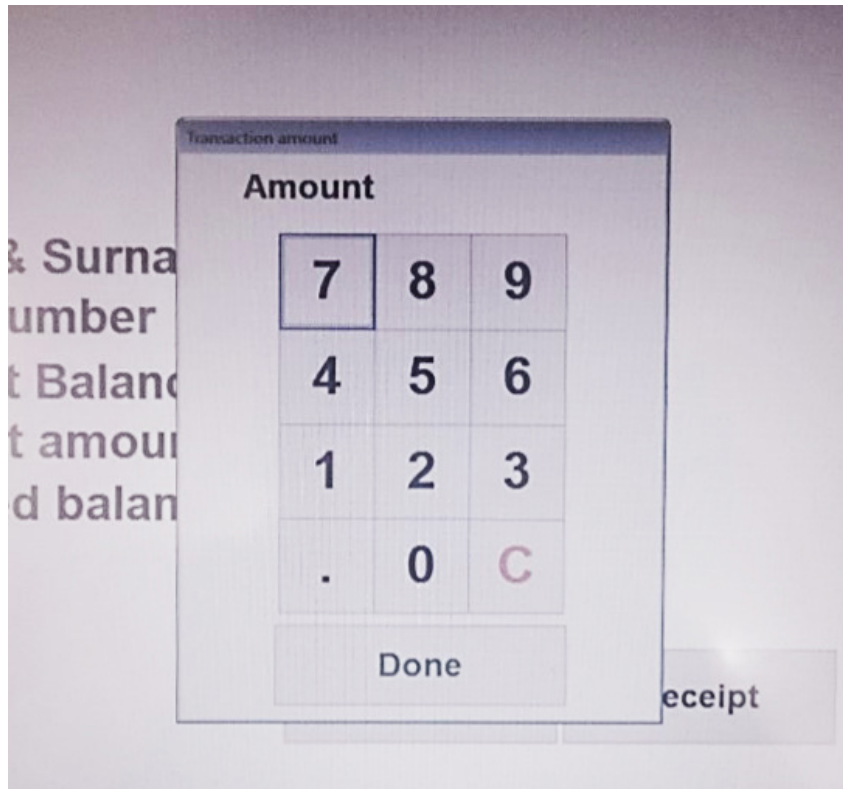 Transaction amount
Amount
& Surna
umber
t Balanc
t amou
d balan
7 8 9
4 5 6
1 2 3
. 0 C
Done
eceipt